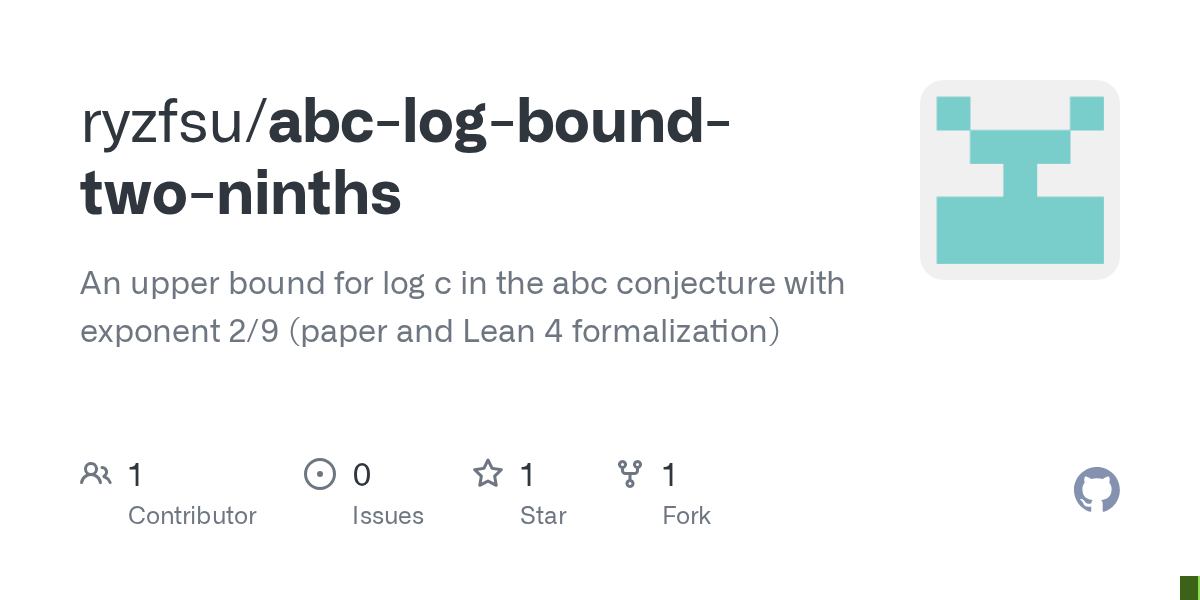 ryzfsu/abc-log-bound-
two-ninths
An upper bound for log c in the abc conjecture with
exponent 2/9 (paper and Lean 4 formalization)
1
Contributor
0
Issues
1
Star
1
Fork